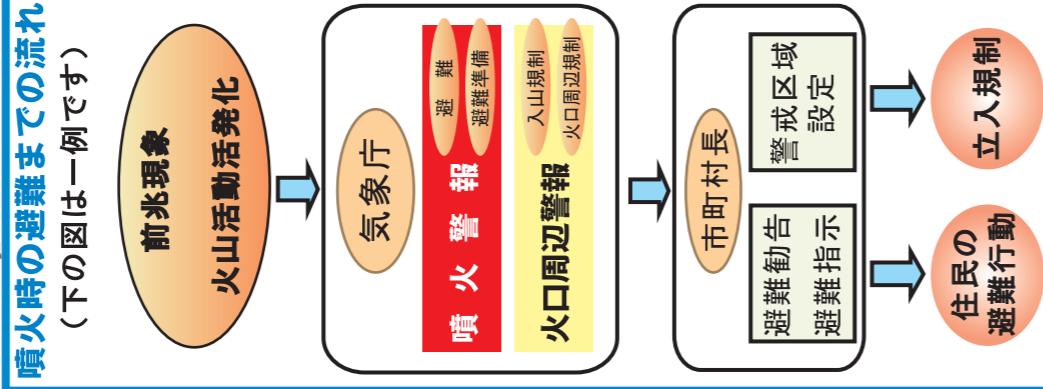 噴火時の避難までの流れ
（下の図は一例です）
前兆現象
火山活動活発化
気象庁
噴火警報
避難
避難準備
火口周辺警報
入山規制
火口周辺規制
市町村長
避難勧告
避難指示
警戒区域
設定
住民の
避難行動
立入規制